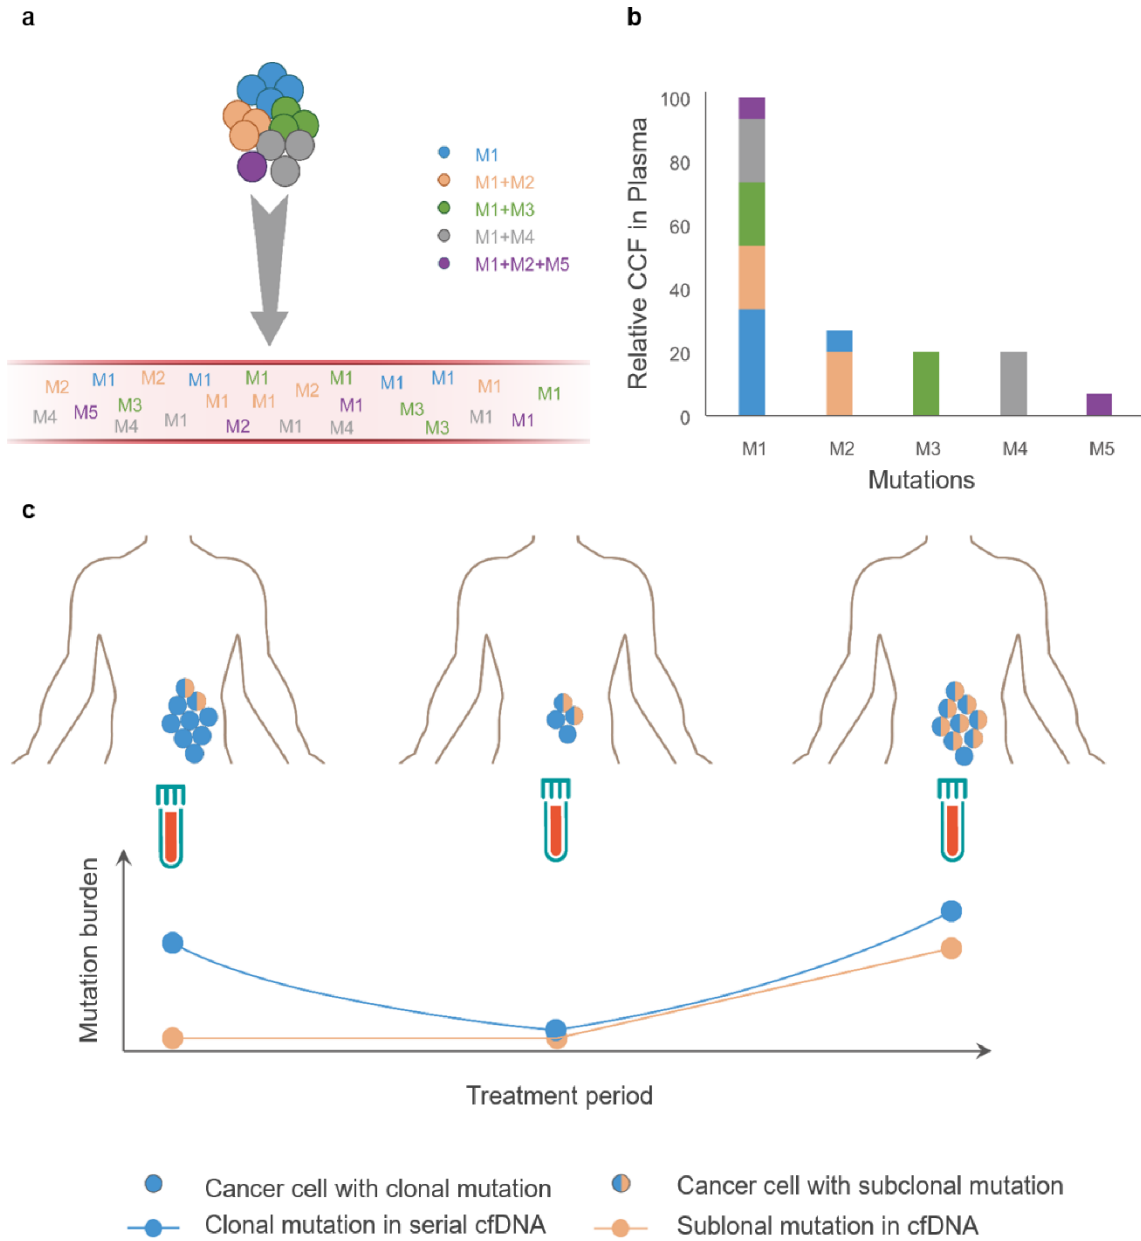 a
M1
M1+M2
M1+M3
M1+M4
M1+M2+M5
M2 M1 M2 M1 M1 M2 M1 M1 M1 M1 M1
M4 M5 M3 M4 M1 M1 M2 M1 M1 M1 M4 M3 M3 M1 M1
b
Relative CCF in Plasma
100
80
60
40
20
0
M1 M2 M3 M4 M5
Mutations
c
Mutation burden
Treatment period
Cancer cell with clonal mutation
Cancer cell with subclonal mutation
Clonal mutation in serial cfDNA
Sublonal mutation in cfDNA